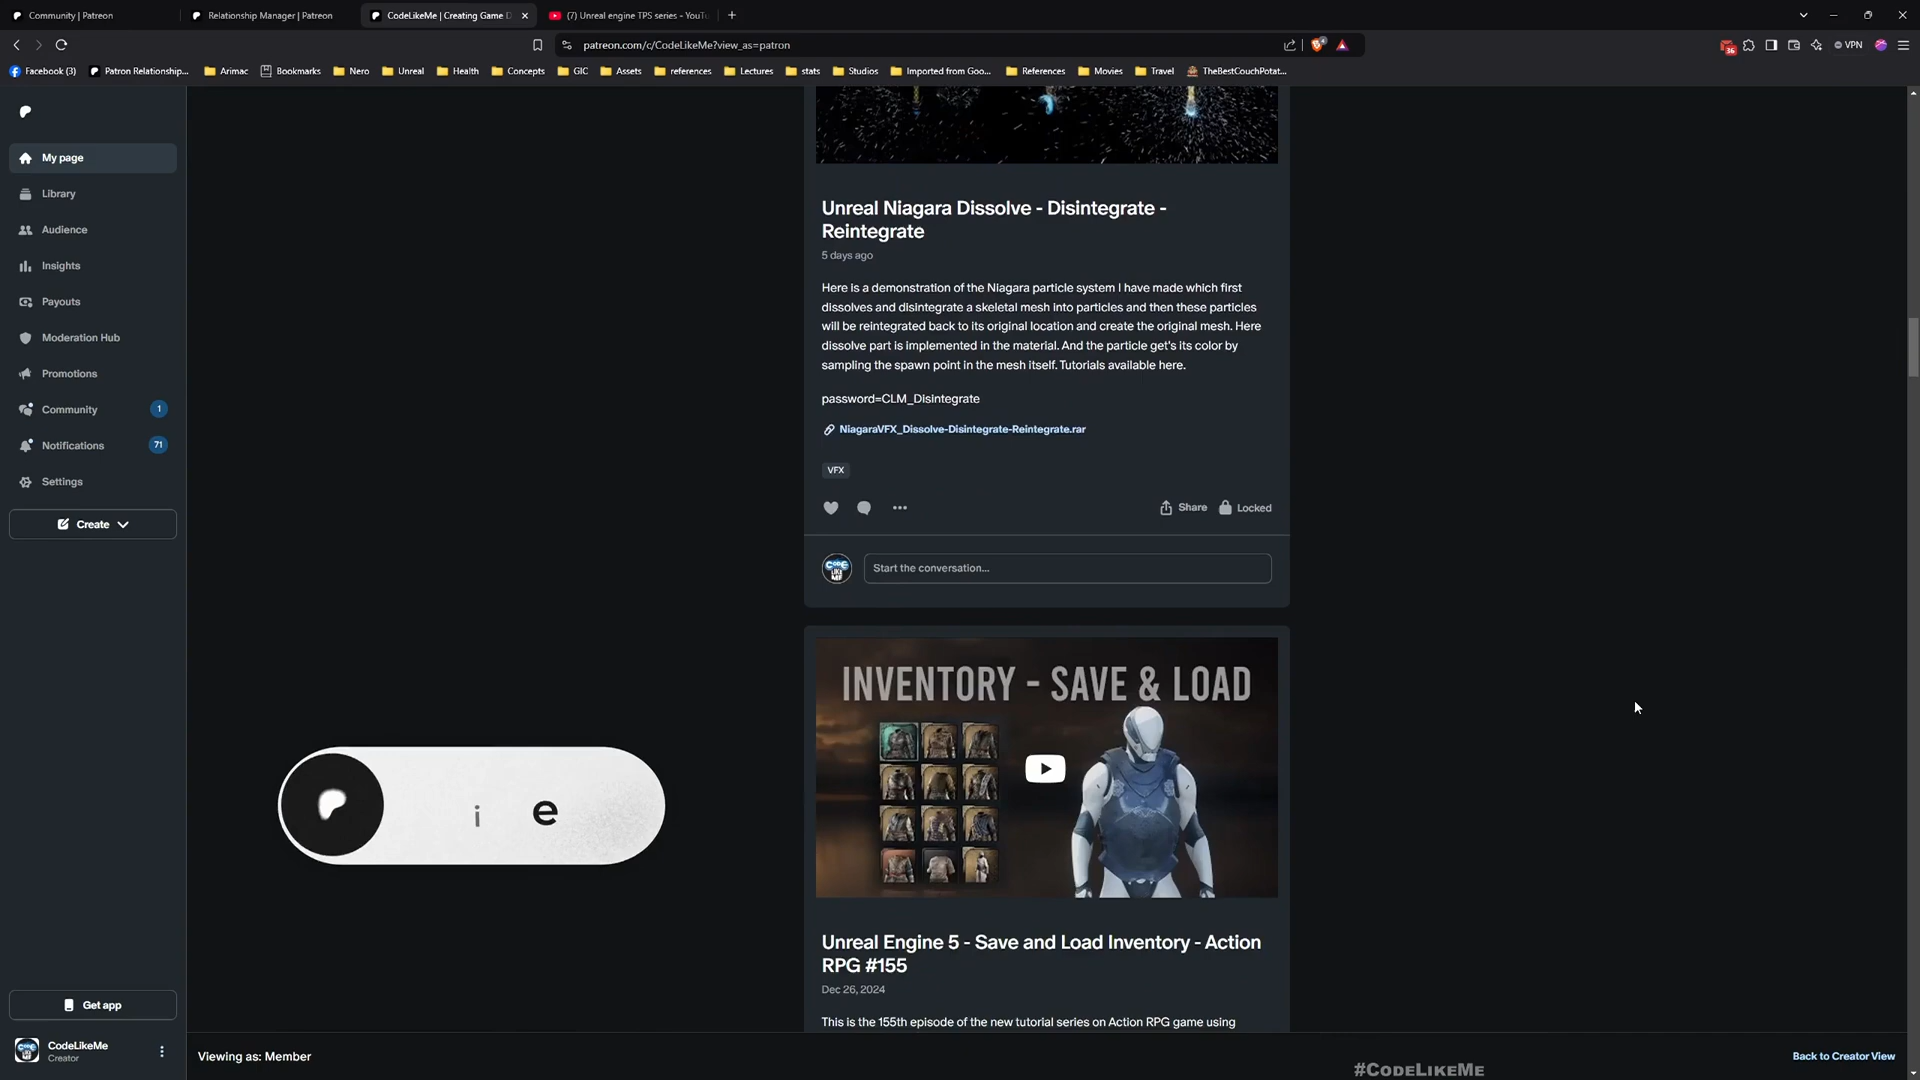 Community | Patreon
Relationship Manager | Patreon
CodeLikeMe | Creating Game D
(7) Unreal engine TPS series - YouTu
patreon.com/c/CodeLikeMe?view_as=patron
36
4
VPN
Facebook (3)
Patron Relationship...
Arimac
Bookmarks
Nero
Unreal
Health
Concepts
GIC
Assets
references
Lectures
stats
Studios
Imported from Goo...
References
Movies
Travel
TheBestCouchPotat...
My page
Library
Audience
Insights
Payouts
Moderation Hub
Promotions
Community
1
Notifications
71
Settings
Create
Unreal Niagara Dissolve - Disintegrate -
Reintegrate
5 days ago
Here is a demonstration of the Niagara particle system I have made which first
dissolves and disintegrate a skeletal mesh into particles and then these particles
will be reintegrated back to its original location and create the original mesh. Here
dissolve part is implemented in the material. And the particle get's its color by
sampling the spawn point in the mesh itself. Tutorials available here.
password=CLM_Disintegrate
NiagaraVFX_Dissolve-Disintegrate-Reintegrate.rar
VFX
Share
Locked
CODE
LIKE
ME
Start the conversation...
INVENTORY - SAVE & LOAD
i e
Unreal Engine 5 - Save and Load Inventory - Action
RPG #155
Dec 26, 2024
This is the 155th episode of the new tutorial series on Action RPG game using
Get app
CodeLikeMe
Creator
Viewing as: Member
Back to Creator View
#CODELIKEME